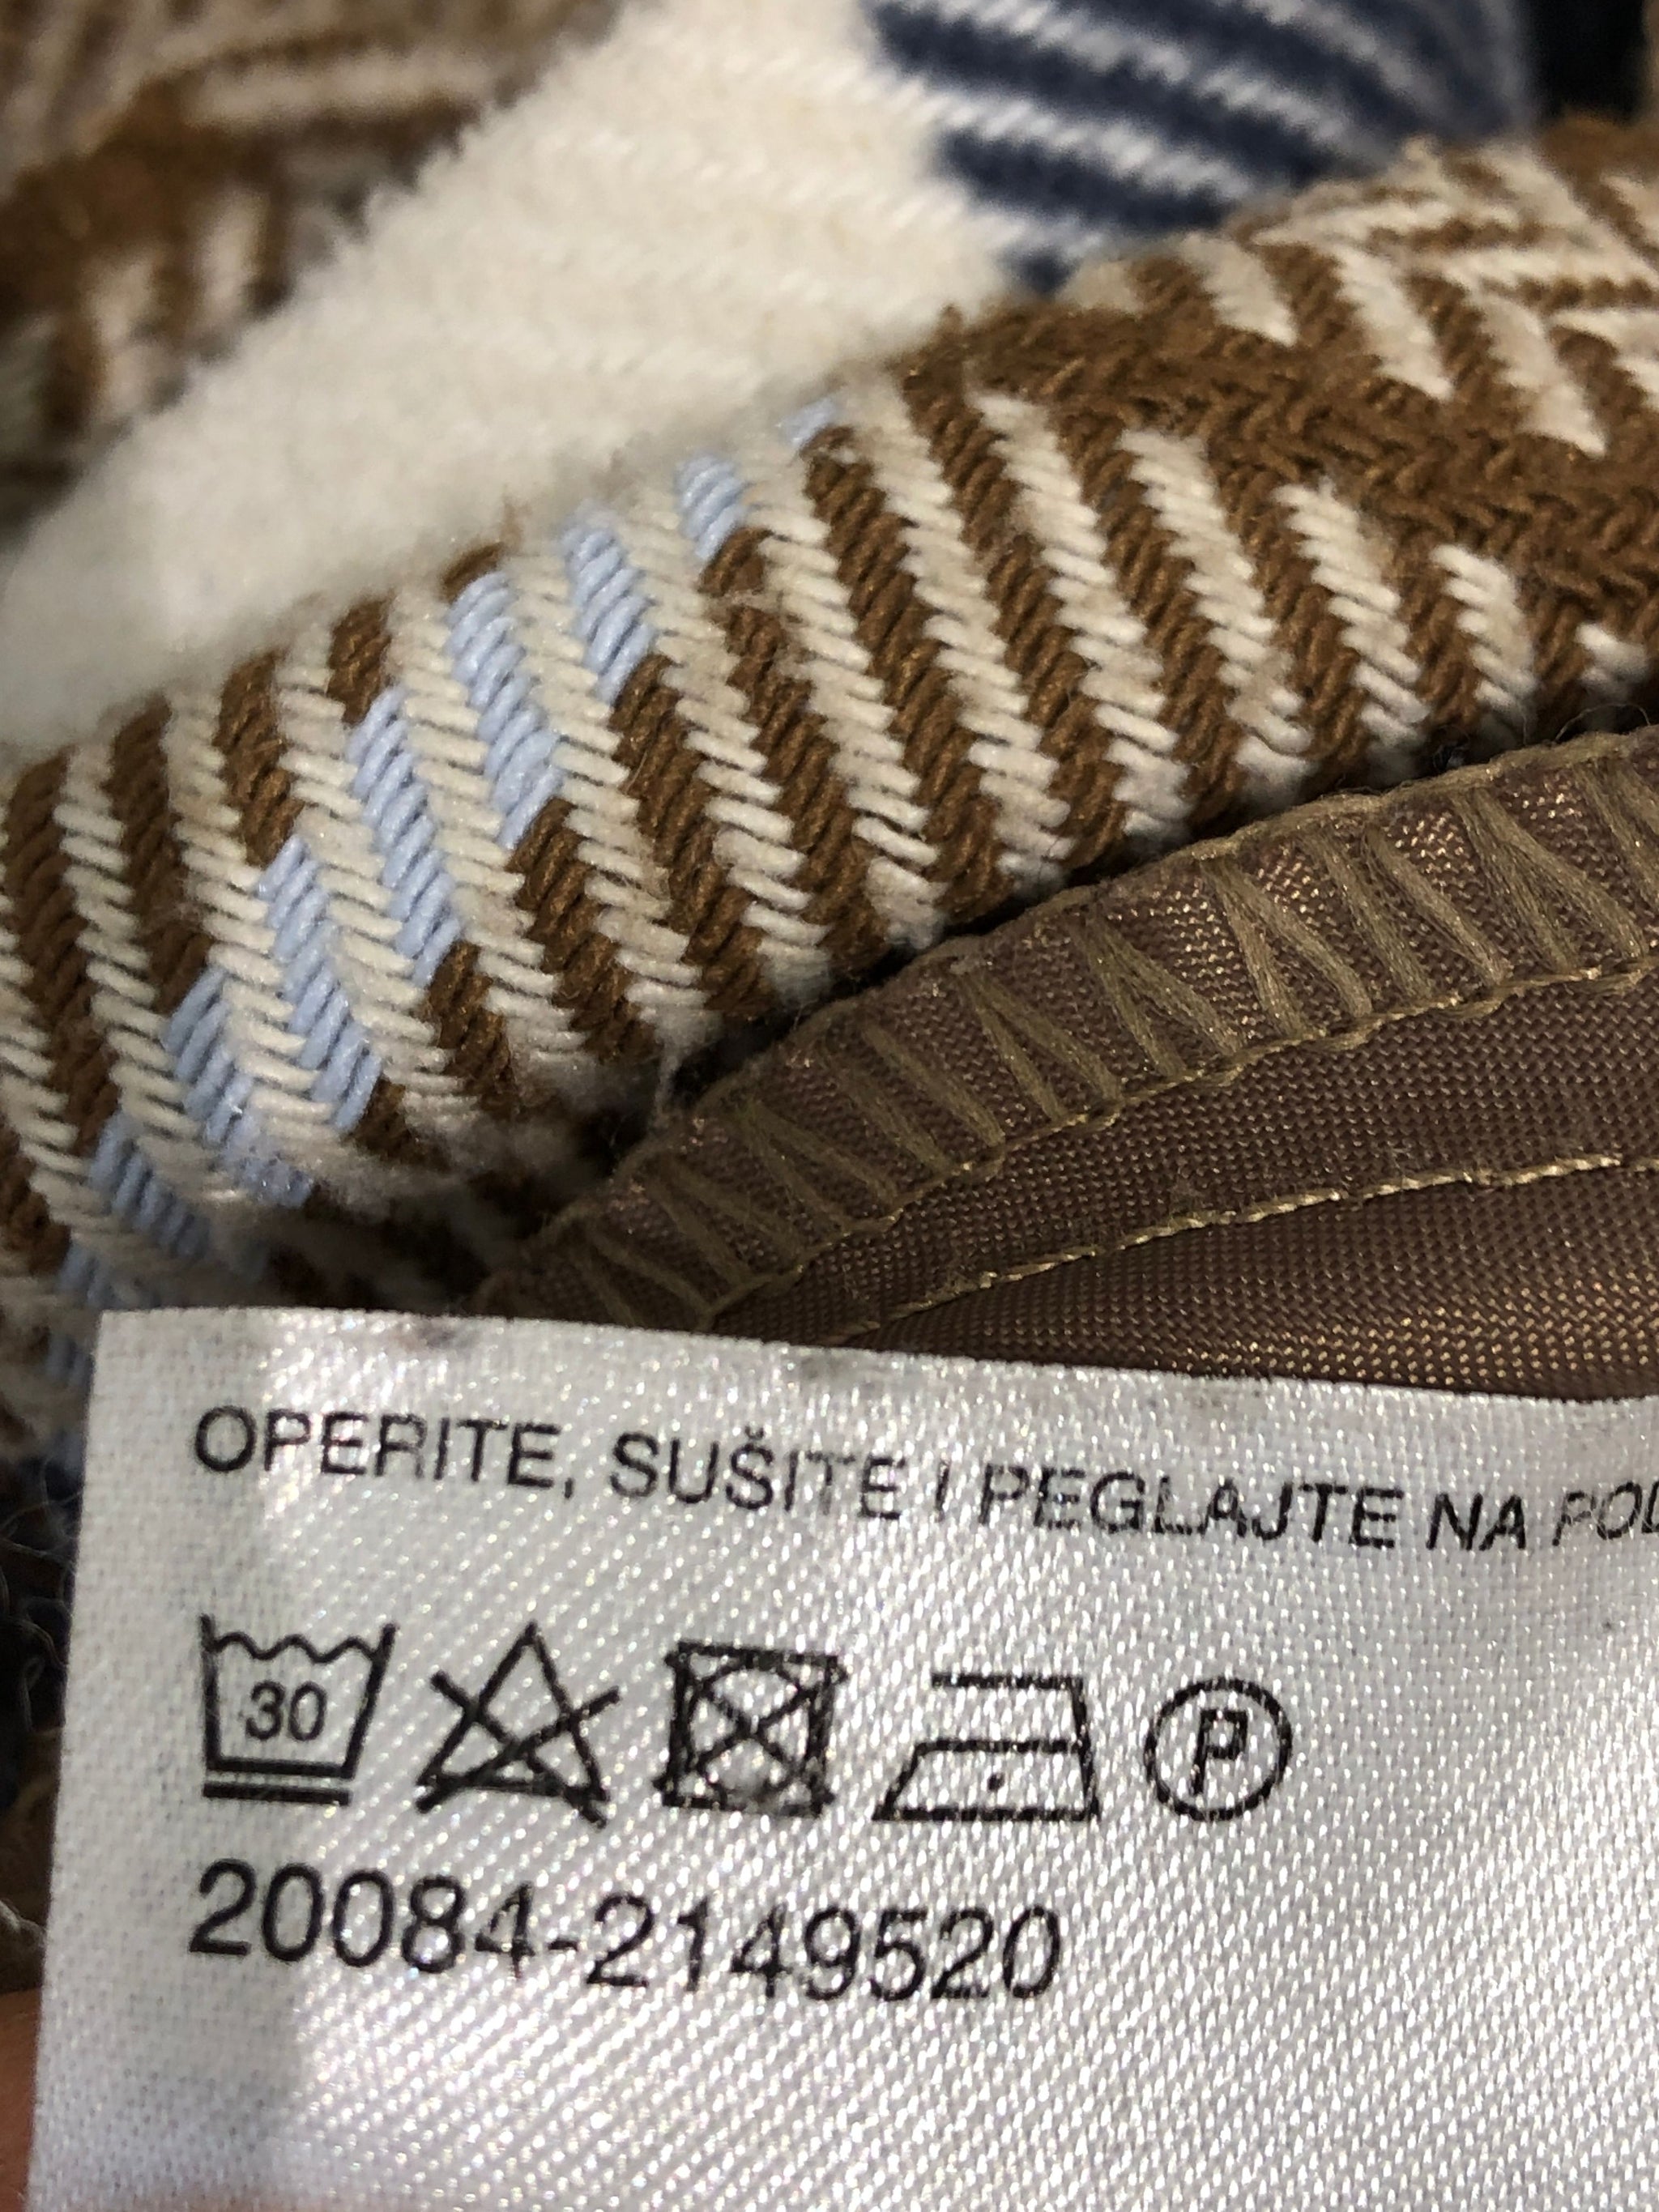 OPERITE, SUŠITE I PEGLAJTE NA
30
P
20084-2149520